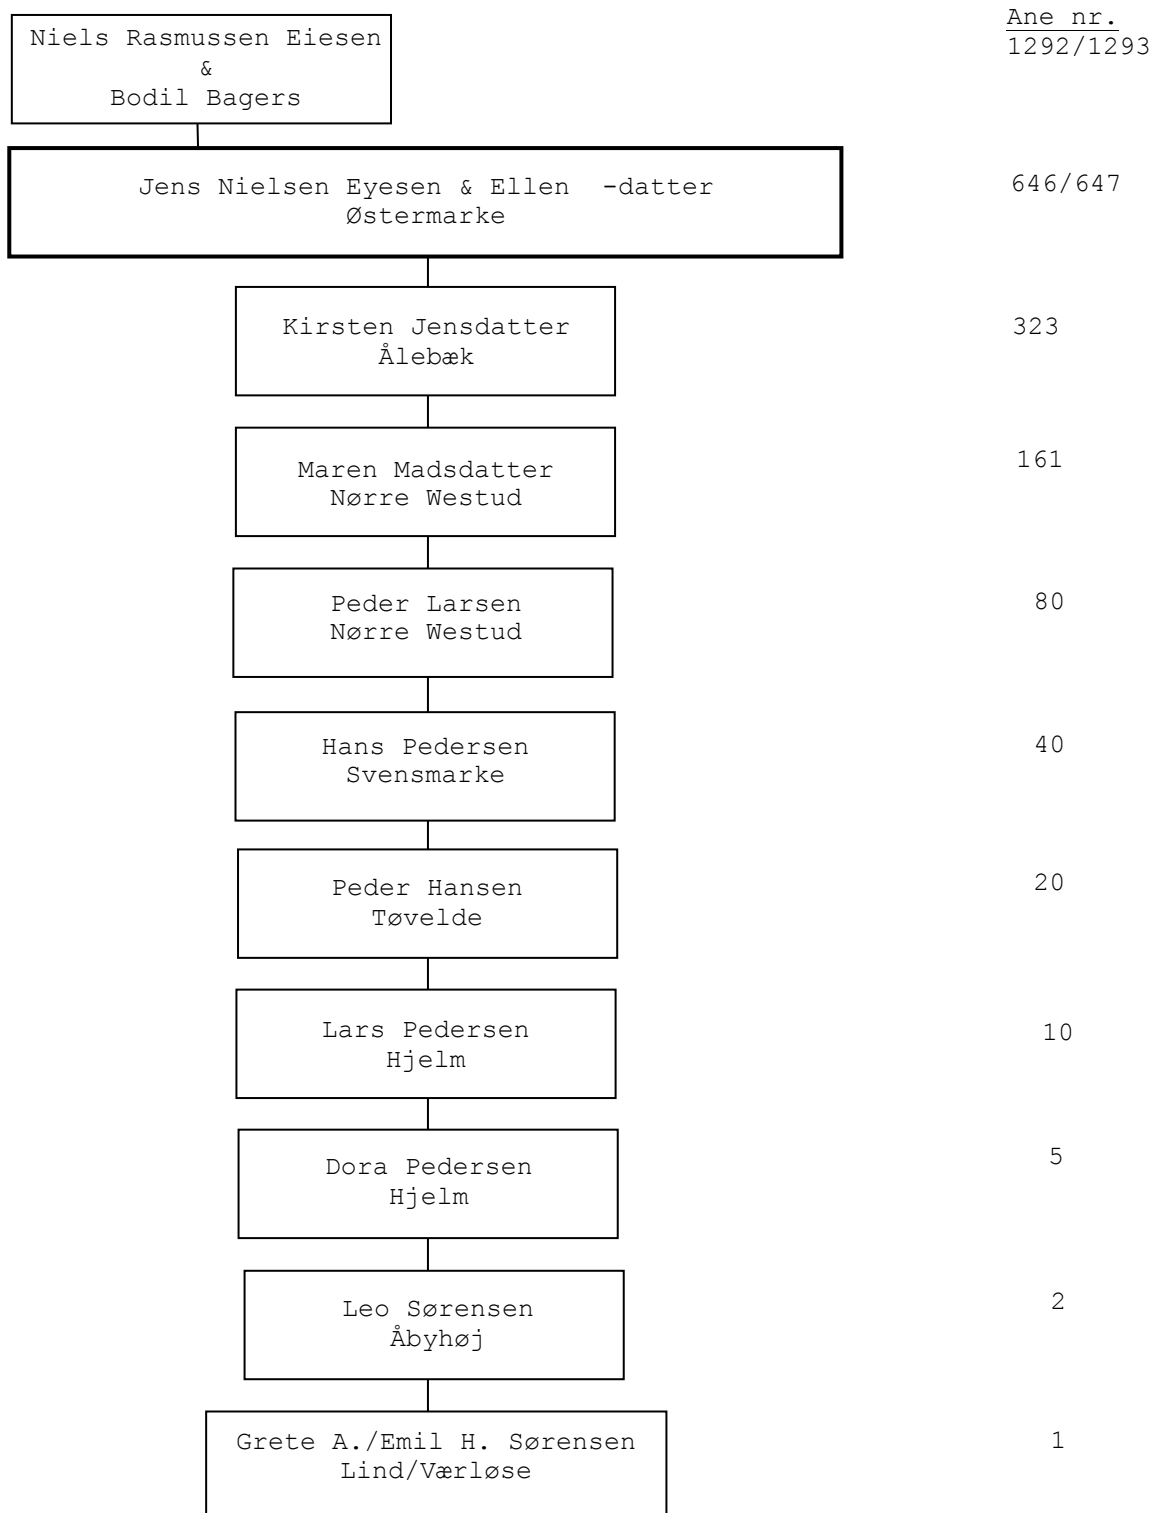 Ane nr.
Niels Rasmussen Eiesen
1292/1293
&
Bodil Bagers
Jens Nielsen Eyesen & Ellen -datter
646/647
Østermarke
Kirsten Jensdatter
323
Ålebæk
Maren Madsdatter
161
Nørre Westud
Peder Larsen
80
Nørre Westud
Hans Pedersen
40
Svensmarke
Peder Hansen
20
Tøvelde
Lars Pedersen
10
Hjelm
Dora Pedersen
5
Hjelm
Leo Sørensen
2
Åbyhøj
Grete A./Emil H. Sørensen
1
Lind/Værløse